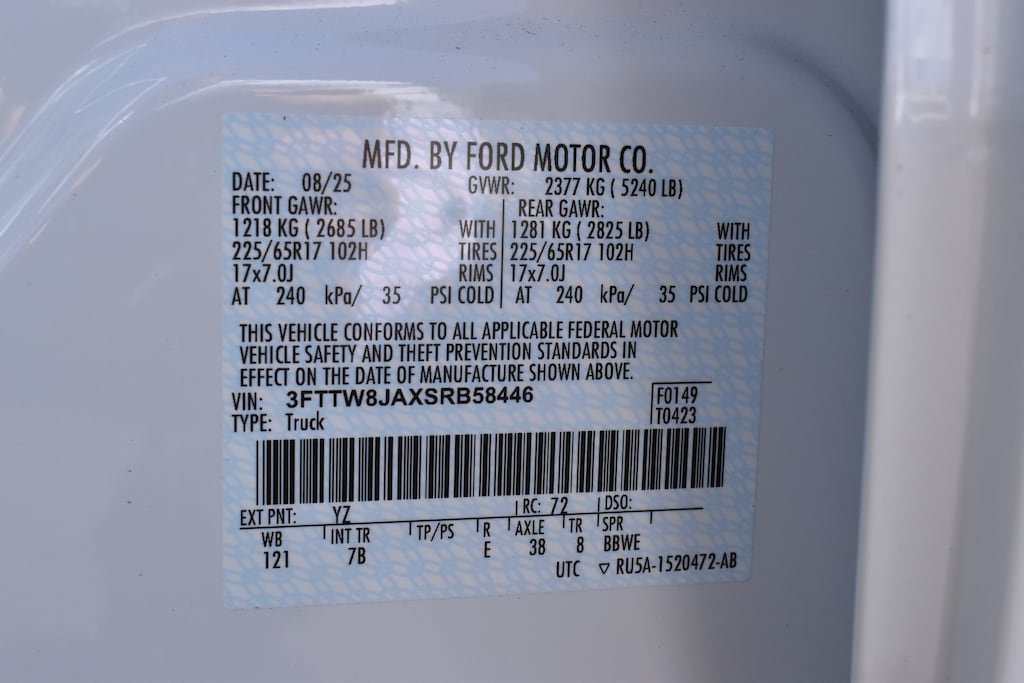 MFD. BY FORD MOTOR CO.
DATE: 08/25 GVWR: 2377 KG ( 5240 LB)
FRONT GAWR: REAR GAWR:
1218 KG ( 2685 LB) WITH 1281 KG ( 2825 LB) WITH
225/65R17 102H TIRES 225/65R17 102H TIRES
17x7.0J RIMS 17x7.0J RIMS
AT 240 kPa/ 35 PSI COLD AT 240 kPa/ 35 PSI COLD
THIS VEHICLE CONFORMS TO ALL APPLICABLE FEDERAL MOTOR
VEHICLE SAFETY AND THEFT PREVENTION STANDARDS IN
EFFECT ON THE DATE OF MANUFACTURE SHOWN ABOVE.
VIN: 3FTTW8JAXSRB58446 F0149
TYPE: Truck T0423
EXT PNT: YZ RC: 72 DSO:
WB INT TR TP/PS R AXLE TR SPR
121 7B E 38 8 BBWE
UTC ▽ RU5A-1520472-AB